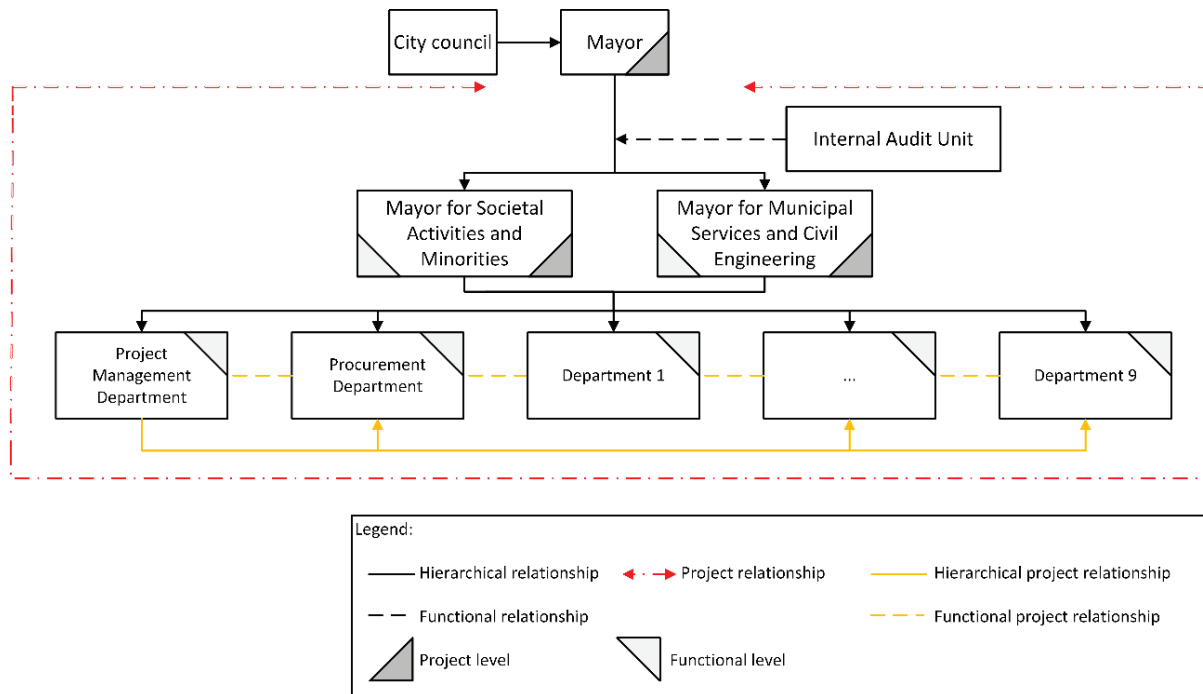 City council
Mayor
Internal Audit Unit
Mayor for Societal
Activities and
Minorities
Mayor for Municipal
Services and Civil
Engineering
Project
Management
Department
Procurement
Department
Department 1
...
Department 9
Legend:
Hierarchical relationship
Project relationship
Hierarchical project relationship
Functional relationship
Functional project relationship
Project level
Functional level